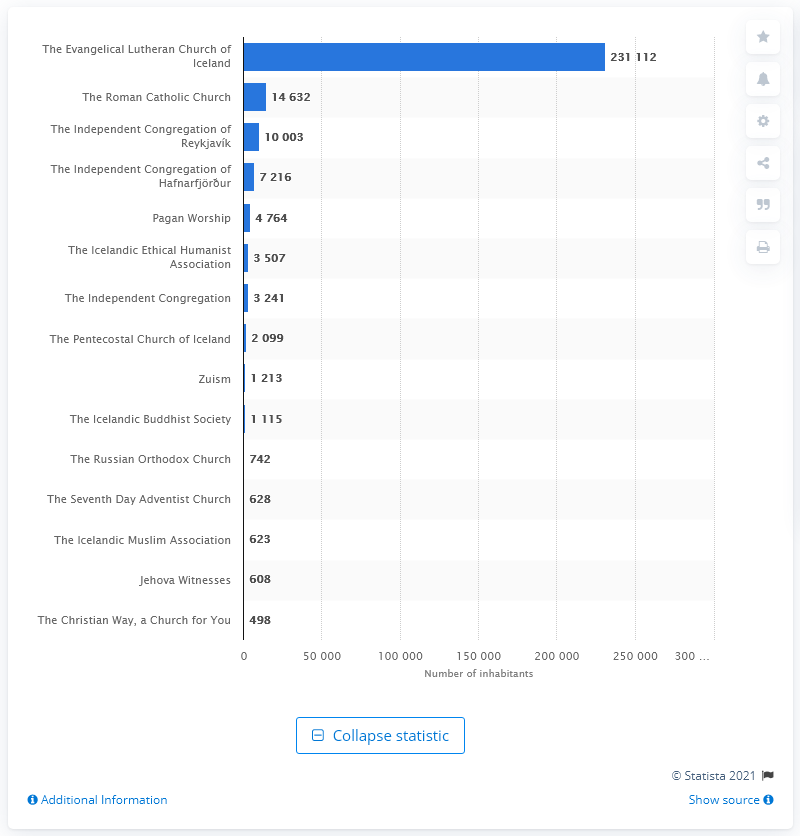 The Evangelical Lutheran Church of
Iceland
231 112
The Roman Catholic Church
14 632
The Independent Congregation of
Reykjavík
10 003
The Independent Congregation of
Hafnarfjörður
7 216
Pagan Worship
4 764
The Icelandic Ethical Humanist
Association
3 507
The Independent Congregation
3 241
The Pentecostal Church of Iceland
2 099
Zuism
1 213
The Icelandic Buddhist Society
1 115
The Russian Orthodox Church
742
The Seventh Day Adventist Church
628
The Icelandic Muslim Association
623
Jehova Witnesses
608
The Christian Way, a Church for You
498
0 50 000 100 000 150 000 200 000 250 000 300 ...
Number of inhabitants
Collapse statistic
© Statista 2021
Additional Information
Show source